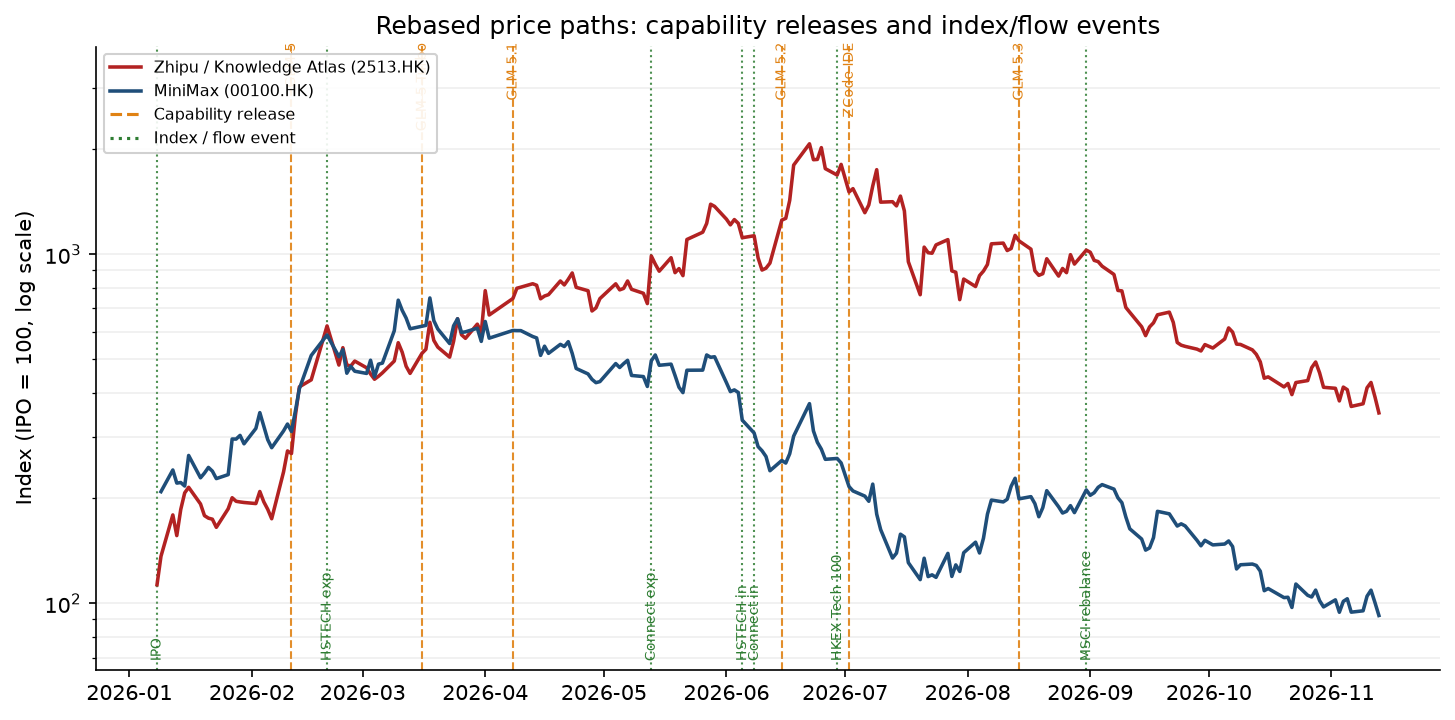 Rebased price paths: capability releases and index/flow events
Zhipu / Knowledge Atlas (2513.HK)
MiniMax (00100.HK)
Capability release
Index / flow event
GLM-5.1
GLM-5.2
ZCode IDE
GLM-5.3
Index (IPO = 100, log scale)
10³
10²
IPO
HSTECH exp
Connect exp
HSTECH in
Connect in
HKEX Tech 100
MSCI rebalance
2026-01
2026-02
2026-03
2026-04
2026-05
2026-06
2026-07
2026-08
2026-09
2026-10
2026-11